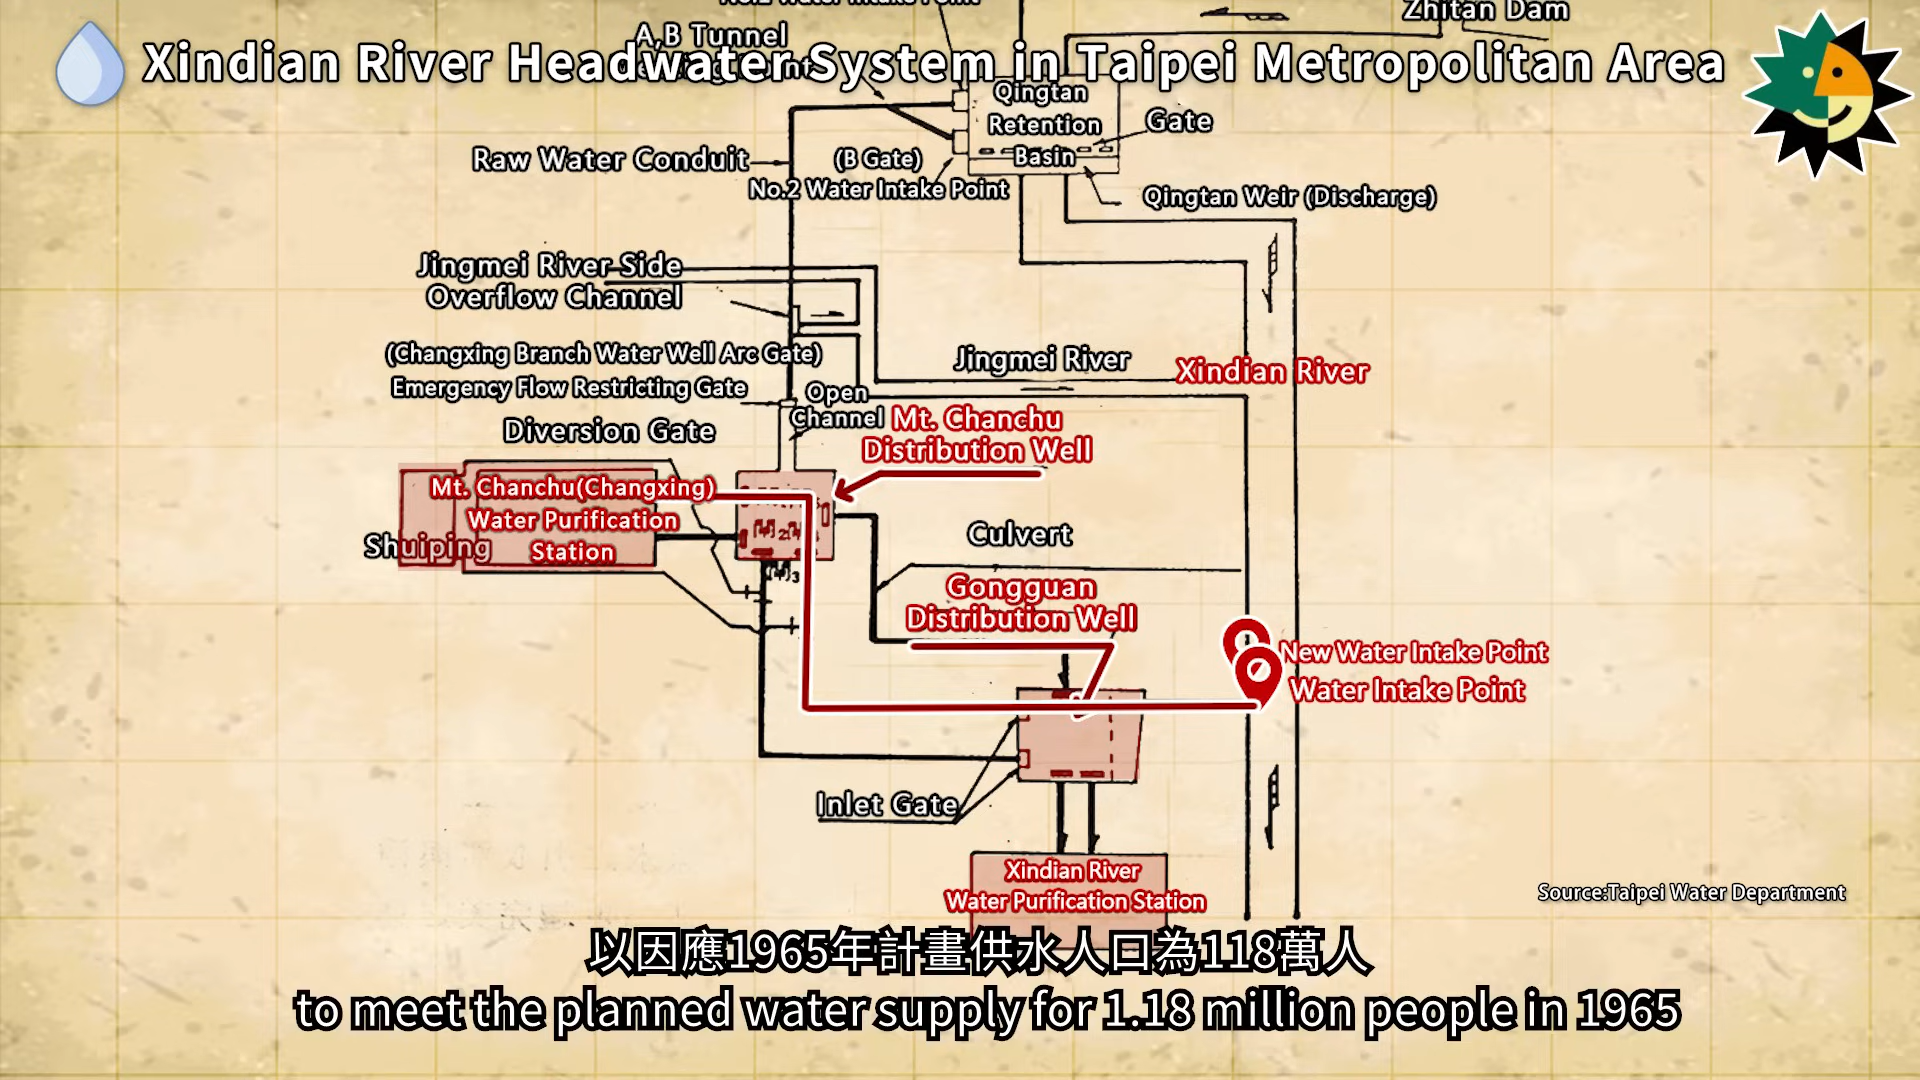 Zhitan Dam
A,B Tunnel
Xindian River Headwater System in Taipei Metropolitan Area
Qingtan
Retention
Basin
Gate
Raw Water Conduit
(B Gate)
No.2 Water Intake Point
Qingtan Weir (Discharge)
Jingmei River Side
Overflow Channel
(Changxing Branch Water Well Arc Gate)
Emergency Flow Restricting Gate
Jingmei River
Xindian River
Open
Channel
Diversion Gate
Mt. Chanchu
Distribution Well
Mt. Chanchu(Changxing)
Water Purification
Station
Shuiping
Culvert
Gongguan
Distribution Well
New Water Intake Point
Water Intake Point
Inlet Gate
Xindian River
Water Purification Station
Source:Taipei Water Department
以因應1965年計畫供水人口為118萬人
to meet the planned water supply for 1.18 million people in 1965